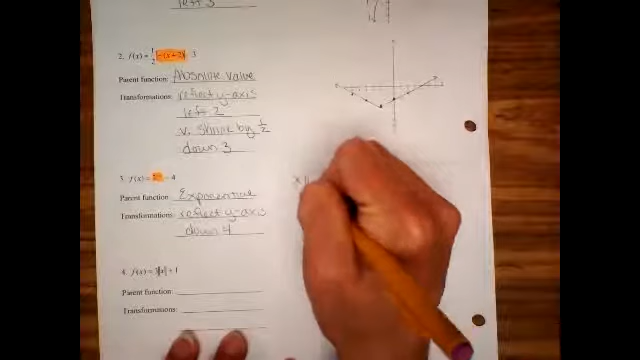 left 3
2. f(x) = 1/2 |-(x+2)| - 3
Parent function: Absolute Value
Transformations: reflect y-axis
left 2
v. shrink by 1/2
down 3
3. f(x) = - 4
Parent function: Exponential
Transformations: reflect y-axis
down 4
4. f(x) = 3|x| + 1
Parent function:
Transformations:
x